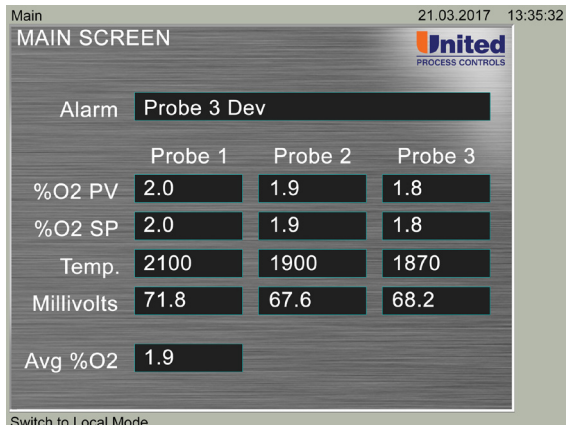 Main 21.03.2017 13:35:32
MAIN SCREEN
United
PROCESS CONTROLS
Alarm Probe 3 Dev
Probe 1 Probe 2 Probe 3
%O2 PV 2.0 1.9 1.8
%O2 SP 2.0 1.9 1.8
Temp. 2100 1900 1870
Millivolts 71.8 67.6 68.2
Avg %O2 1.9
Switch to Local Mode